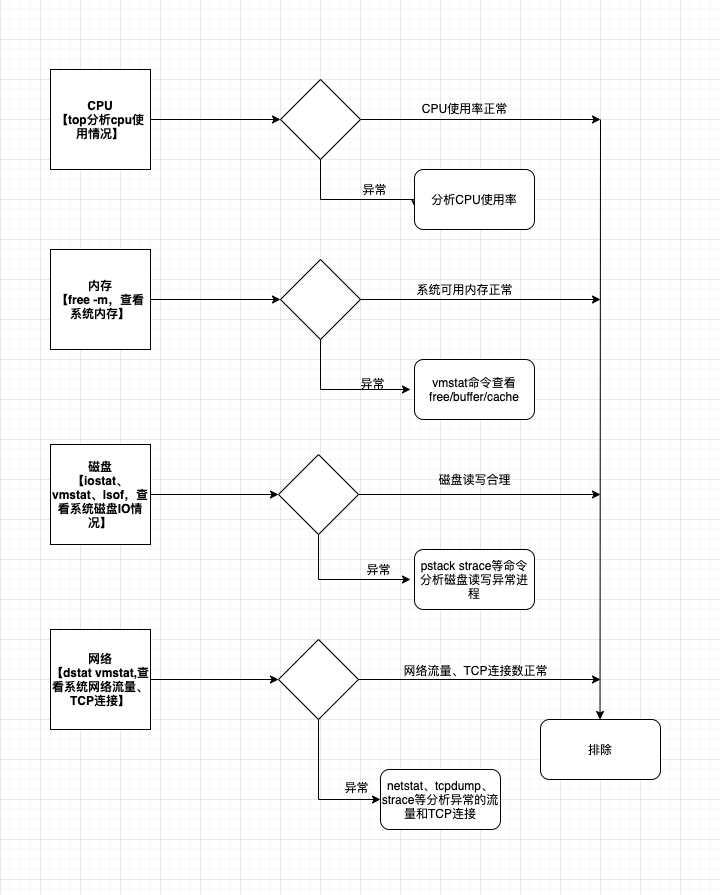 CPU
【top分析cpu使
用情况】
CPU使用率正常
异常
分析CPU使用率
内存
【free -m，查看
系统内存】
系统可用内存正常
异常
vmstat命令查看
free/buffer/cache
磁盘
【iostat、
vmstat、lsof，查
看系统磁盘IO情
况】
磁盘读写合理
异常
pstack strace等命令
分析磁盘读写异常进
程
网络
【dstat vmstat,查
看系统网络流量、
TCP连接】
网络流量、TCP连接数正常
排除
异常
netstat、tcpdump、
strace等分析异常的流
量和TCP连接